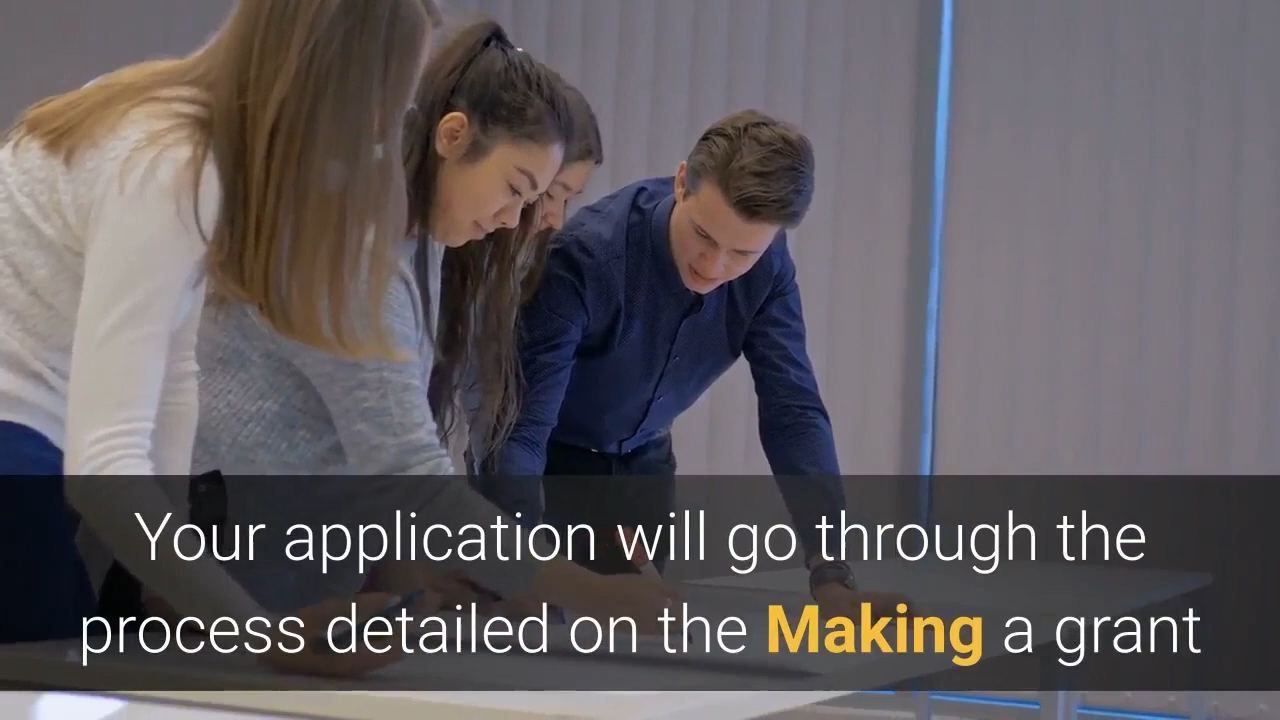 Your application will go through the
process detailed on the Making a grant